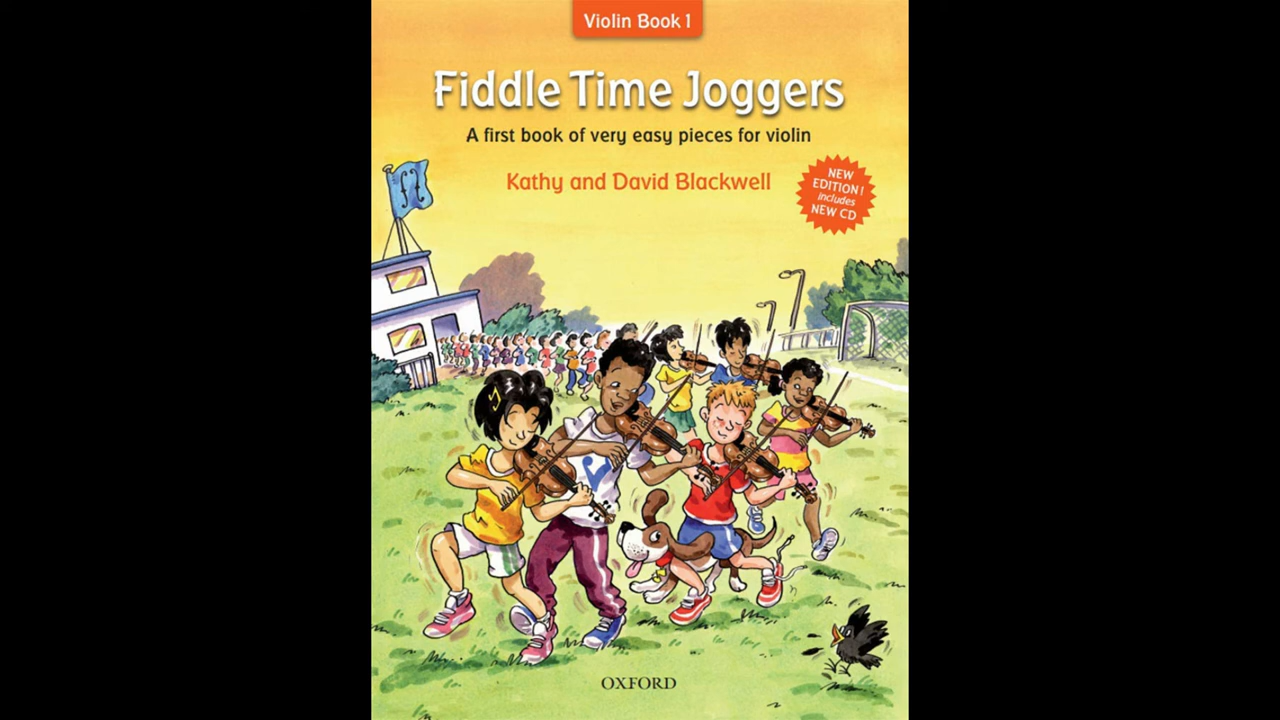 Violin Book 1
Fiddle Time Joggers
A first book of very easy pieces for violin
Kathy and David Blackwell
NEW
EDITION!
includes
NEW CD
OXFORD